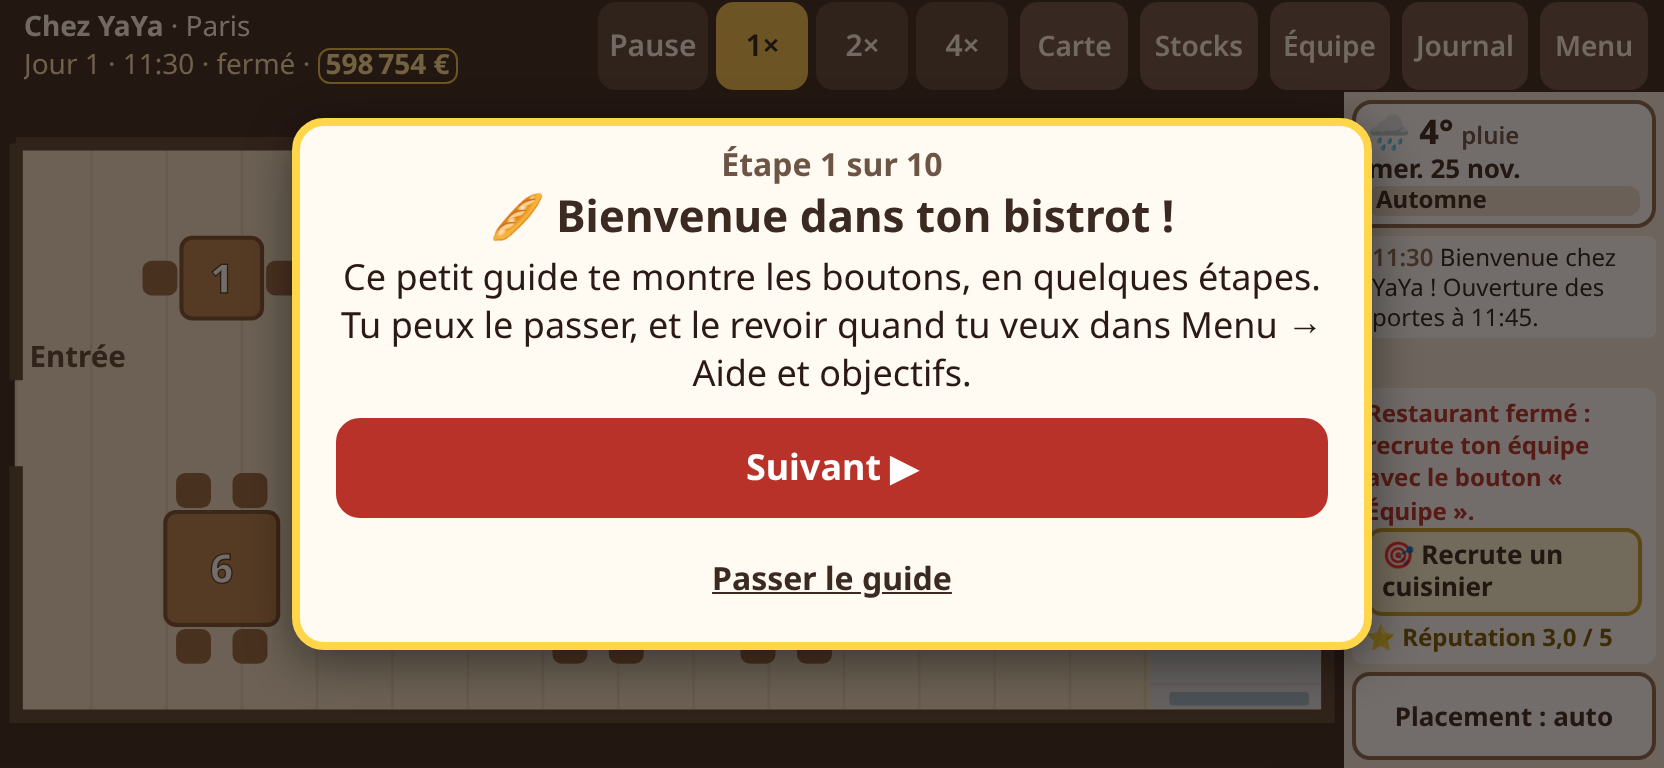 Chez YaYa · Paris
Jour 1 · 11:30 · fermé · 598 754 €
Pause
1×
2×
4×
Carte
Stocks
Équipe
Journal
Menu
Étape 1 sur 10
🥖 Bienvenue dans ton bistrot !
Ce petit guide te montre les boutons, en quelques étapes.
Tu peux le passer, et le revoir quand tu veux dans Menu →
Aide et objectifs.
Suivant ▶
Passer le guide
1
Entrée
6
🌧️ 4° pluie
mer. 25 nov.
Automne
11:30 Bienvenue chez
YaYa ! Ouverture des
portes à 11:45.
Restaurant fermé :
recrute ton équipe
avec le bouton «
Équipe ».
🎯 Recrute un
cuisinier
⭐ Réputation 3,0 / 5
Placement : auto